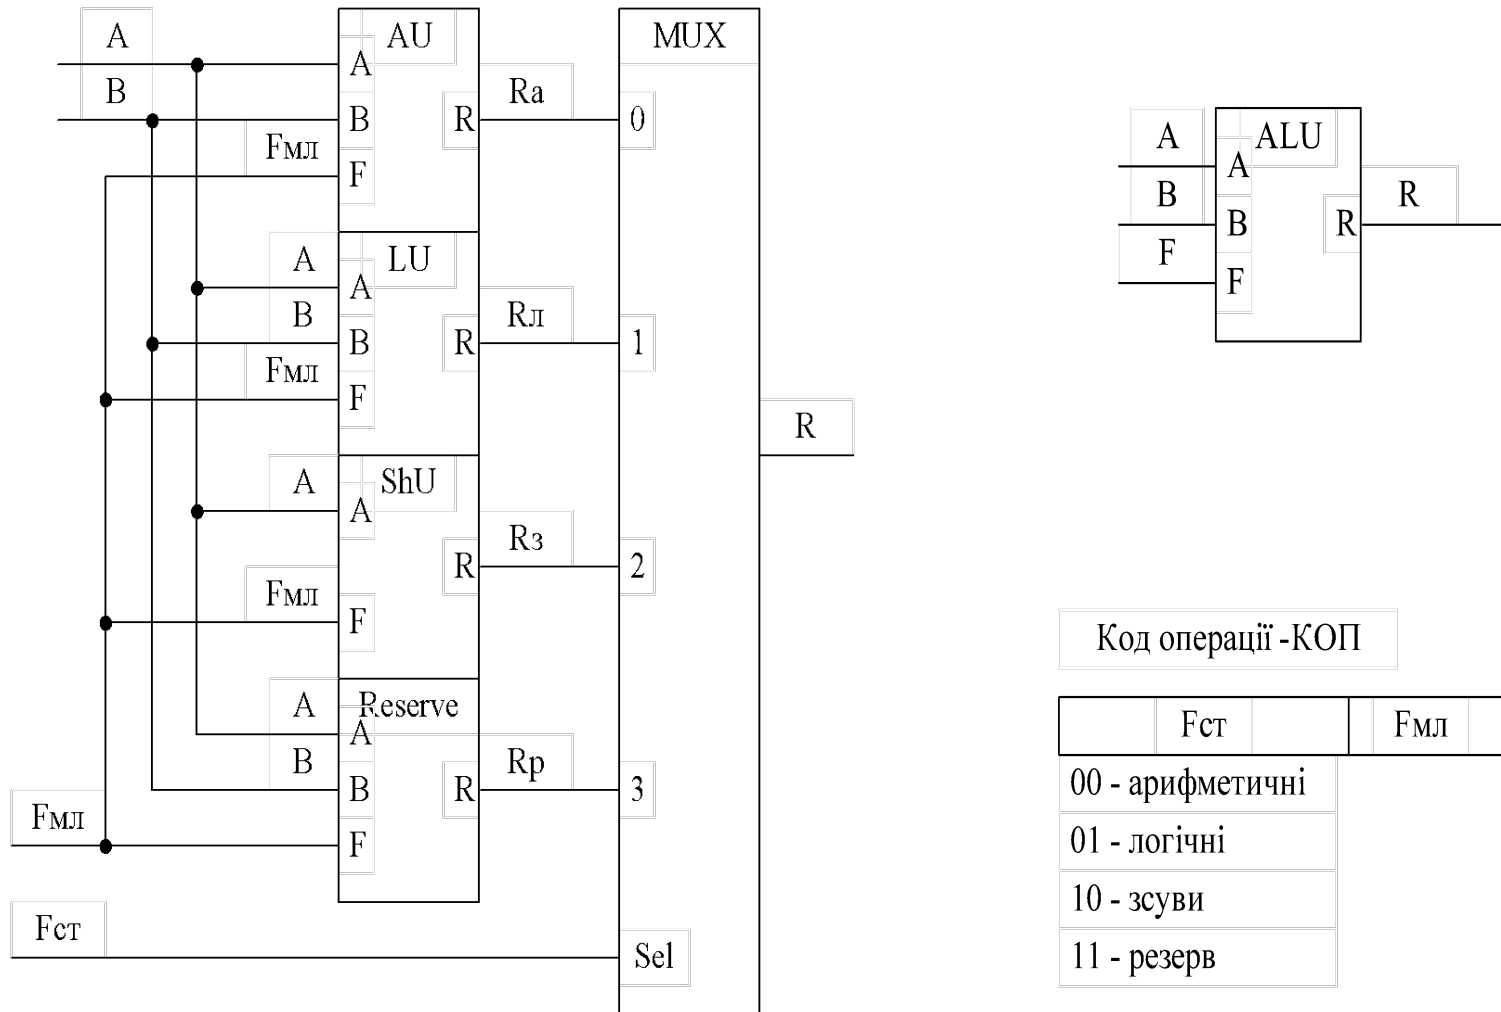 A
AU
MUX
A
B
Ra
B
R
0
Fмл
F
A
LU
A
B
Rл
B
R
1
Fмл
F
R
A
ShU
A
Rз
R
2
Fмл
F
A
Reserve
A
B
Rр
B
R
3
Fмл
F
Fст
Sel
A
ALU
A
B
R
B
R
F
F
Код операції -КОП
Fст
Fмл
00 - арифметичні
01 - логічні
10 - зсуви
11 - резерв